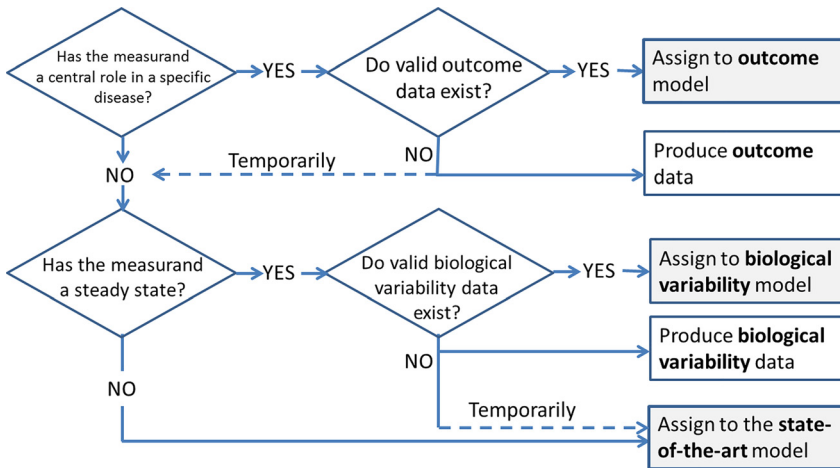 Has the measurand
a central role in a specific
disease?
YES
Do valid outcome
data exist?
YES
Assign to outcome
model
NO
Temporarily
NO
Produce outcome
data
Has the measurand
a steady state?
YES
Do valid biological
variability data
exist?
YES
Assign to biological
variability model
NO
Produce biological
variability data
NO
Temporarily
Assign to the state-
of-the-art model